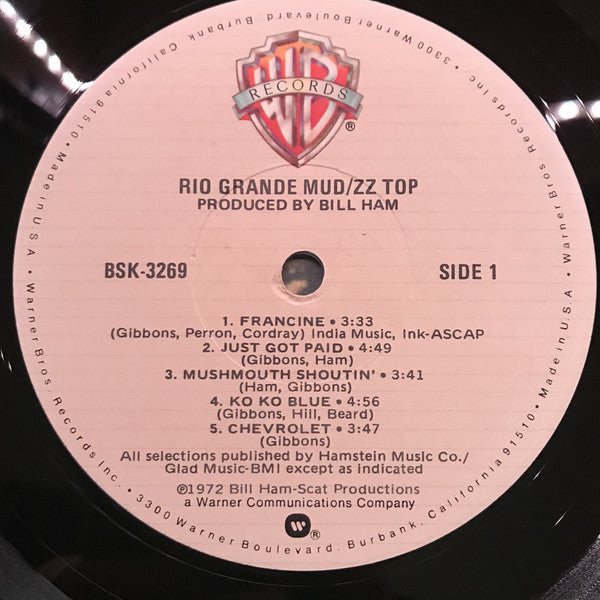 WB
RECORDS
®
RIO GRANDE MUD/ZZ TOP
PRODUCED BY BILL HAM
BSK-3269
SIDE 1
1. FRANCINE • 3:33
(Gibbons, Perron, Cordray) India Music, Ink-ASCAP
2. JUST GOT PAID • 4:49
(Gibbons, Ham)
3. MUSHMOUTH SHOUTIN' • 3:41
(Ham, Gibbons)
4. KO KO BLUE • 4:56
(Gibbons, Hill, Beard)
5. CHEVROLET • 3:47
(Gibbons)
All selections published by Hamstein Music Co./
Glad Music-BMI except as indicated
℗1972 Bill Ham-Scat Productions
a Warner Communications Company
®
Warner Bros. Records Inc. • 3300 Warner Boulevard, Burbank, California 91510 • Made in U.S.A. •
Warner Bros. Records Inc. • 3300 Warner Boulevard, Burbank, California 91510 • Made in U.S.A. •